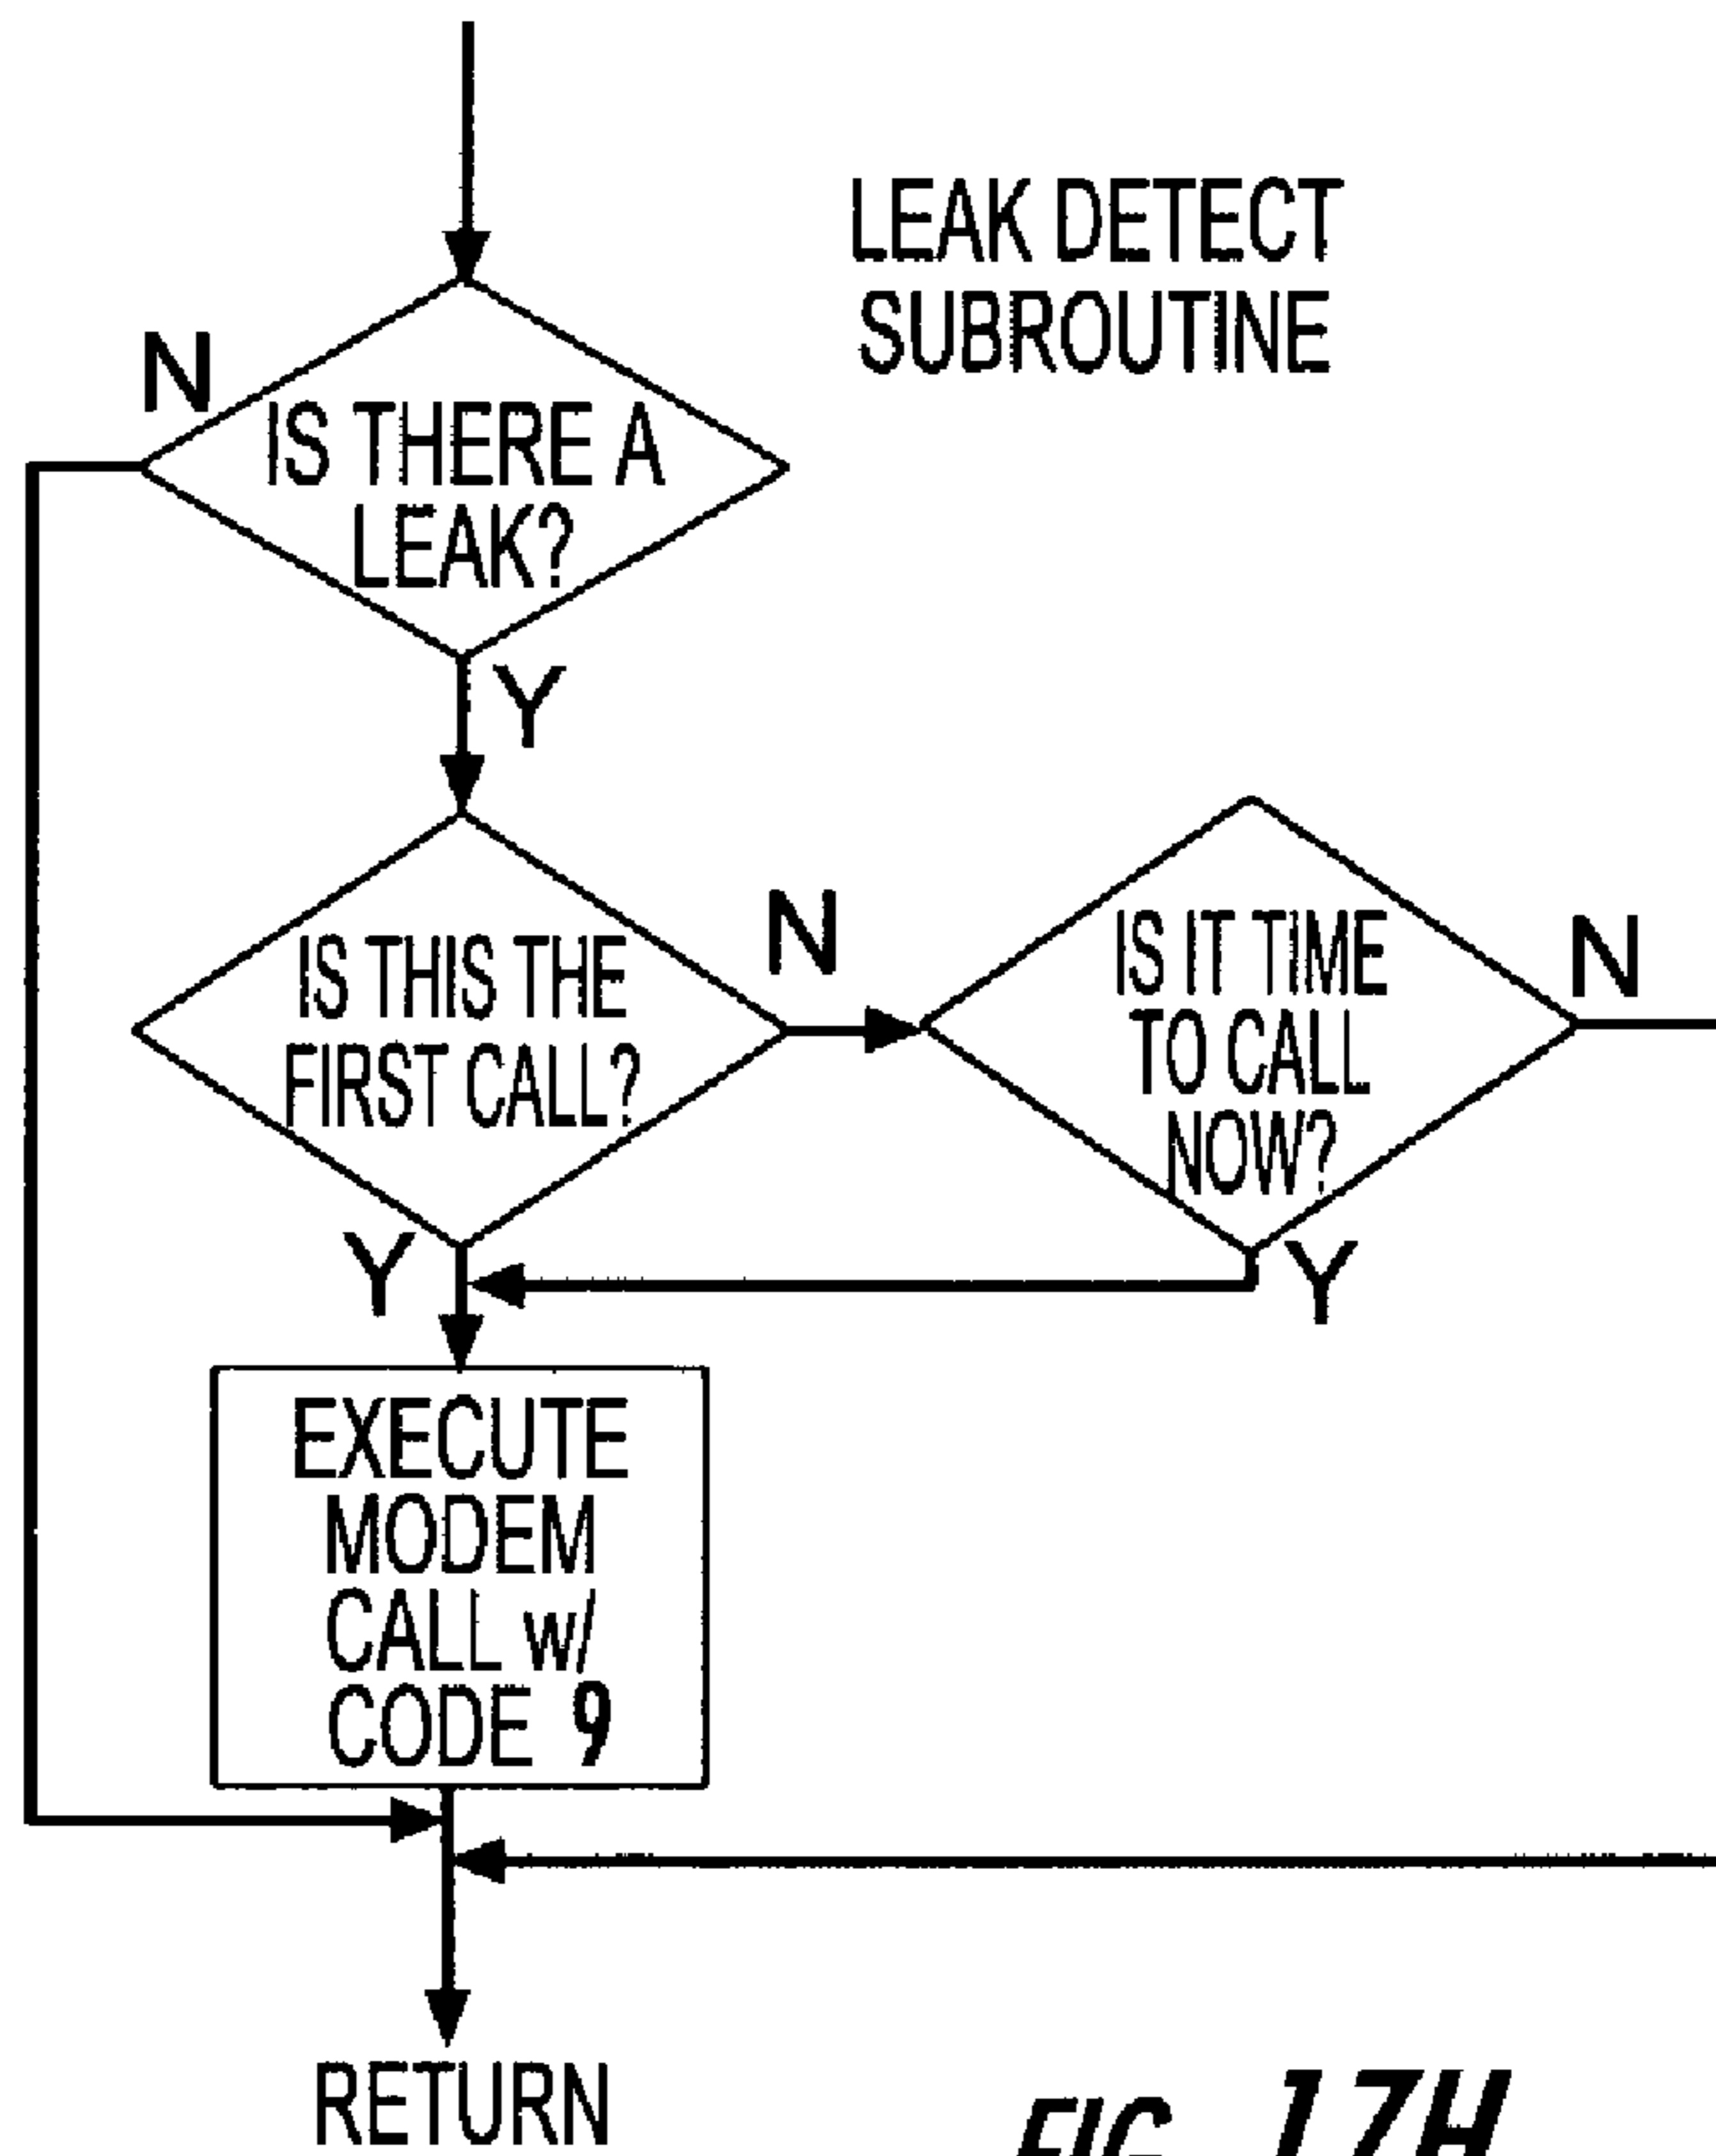 LEAK DETECT
SUBROUTINE
N
IS THERE A
LEAK?
Y
IS THIS THE
FIRST CALL?
N
IS IT TIME
TO CALL
NOW?
N
Y
Y
EXECUTE
MODEM
CALL w/
CODE 9
RETURN
FIG. 17H